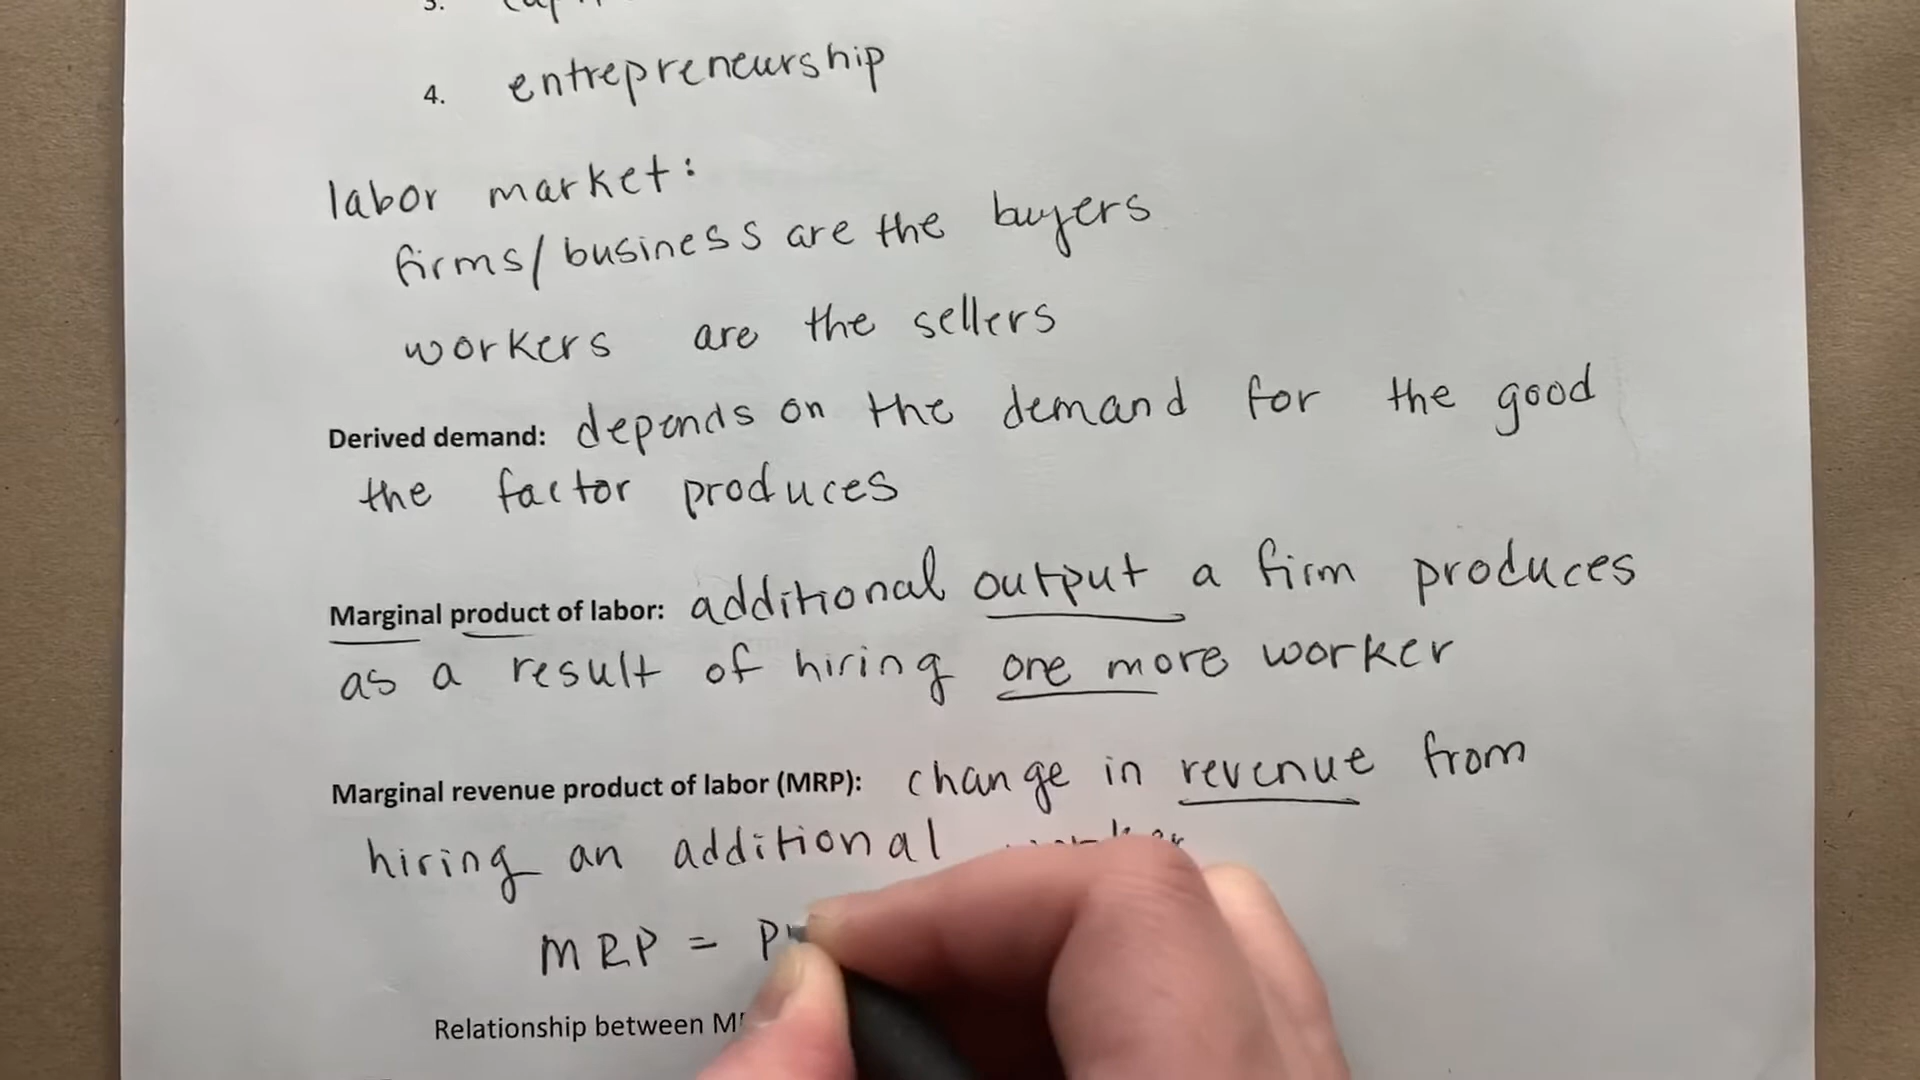 3.
4. entrepreneurship
labor market:
firms/business are the buyers
workers are the sellers
Derived demand: depends on the demand for the good
the factor produces
Marginal product of labor: additional output a firm produces
as a result of hiring one more worker
Marginal revenue product of labor (MRP): change in revenue from
hiring an additional
MRP = P
Relationship between